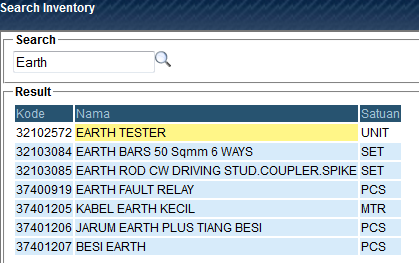 Search Inventory
Search
Earth
Result
Kode Nama Satuan
32102572 EARTH TESTER UNIT
32103084 EARTH BARS 50 Sqmm 6 WAYS SET
32103085 EARTH ROD CW DRIVING STUD.COUPLER.SPIKE SET
37400919 EARTH FAULT RELAY PCS
37401205 KABEL EARTH KECIL MTR
37401206 JARUM EARTH PLUS TIANG BESI PCS
37401207 BESI EARTH PCS